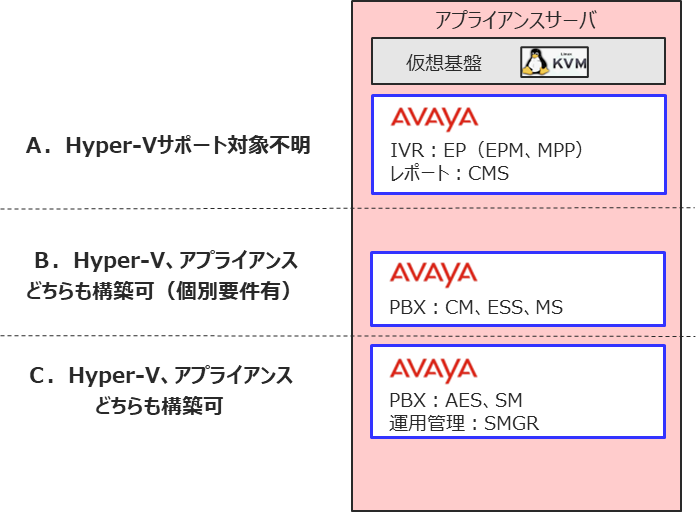 アプライアンスサーバ
仮想基盤
Linux
KVM
A．Hyper-Vサポート対象不明
AVAYA
IVR：EP（EPM、MPP）
レポート：CMS
B．Hyper-V、アプライアンス
どちらも構築可（個別要件有）
AVAYA
PBX：CM、ESS、MS
C．Hyper-V、アプライアンス
どちらも構築可
AVAYA
PBX：AES、SM
運用管理：SMGR